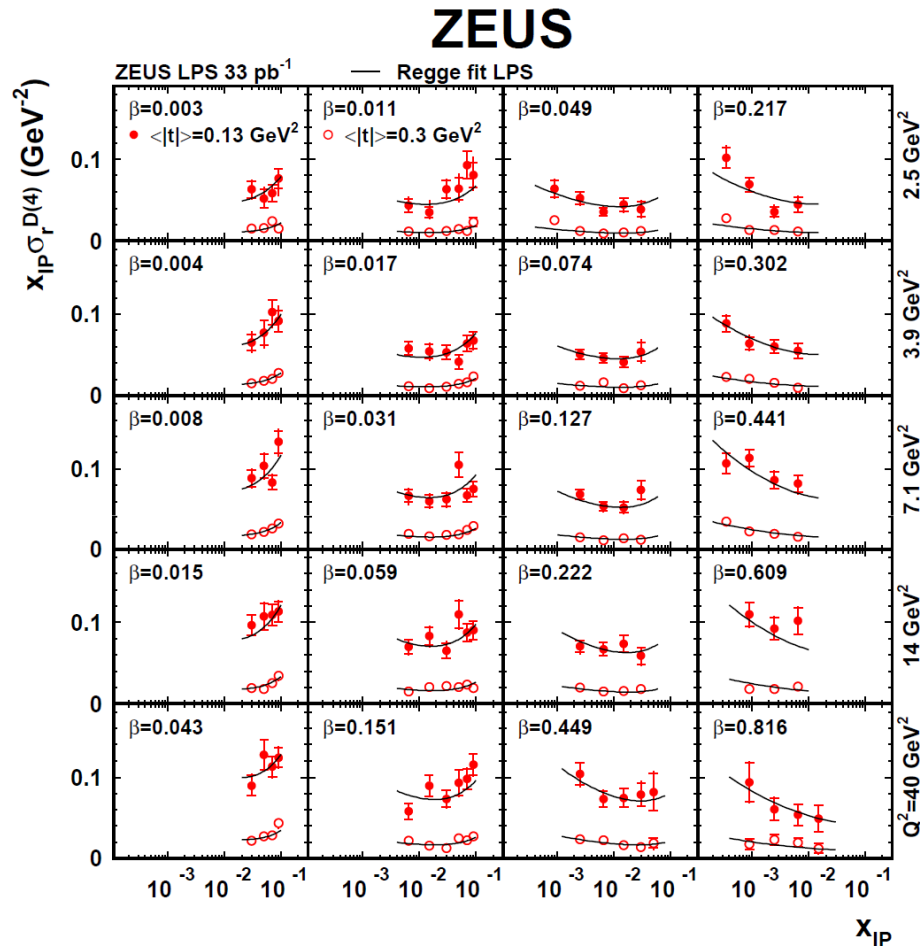 ZEUS
ZEUS LPS 33 pb⁻¹ — Regge fit LPS
x_IP σ_r^D(4) (GeV⁻²)
β=0.003 β=0.011 β=0.049 β=0.217
<|t|>=0.13 GeV² <|t|>=0.3 GeV²
2.5 GeV²
0.1
0
β=0.004 β=0.017 β=0.074 β=0.302
3.9 GeV²
0.1
0
β=0.008 β=0.031 β=0.127 β=0.441
7.1 GeV²
0.1
0
β=0.015 β=0.059 β=0.222 β=0.609
14 GeV²
0.1
0
β=0.043 β=0.151 β=0.449 β=0.816
Q²=40 GeV²
0.1
0
10⁻³ 10⁻² 10⁻¹ 10⁻³ 10⁻² 10⁻¹ 10⁻³ 10⁻² 10⁻¹ 10⁻³ 10⁻² 10⁻¹
x_IP